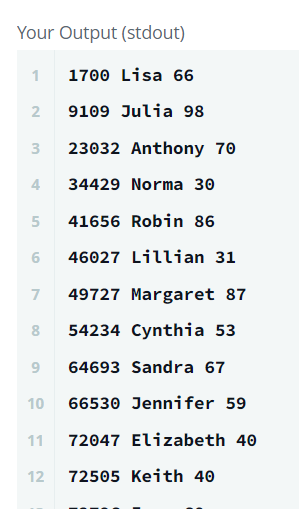 Your Output (stdout)
1 1700 Lisa 66
2 9109 Julia 98
3 23032 Anthony 70
4 34429 Norma 30
5 41656 Robin 86
6 46027 Lillian 31
7 49727 Margaret 87
8 54234 Cynthia 53
9 64693 Sandra 67
10 66530 Jennifer 59
11 72047 Elizabeth 40
12 72505 Keith 40